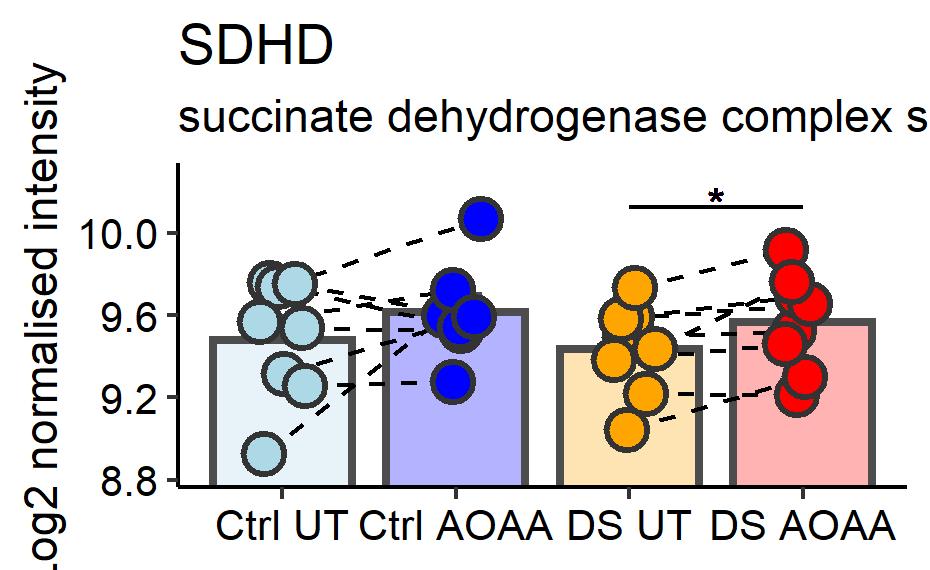 SDHD
succinate dehydrogenase complex s
*
Log2 normalised intensity
10.0
9.6
9.2
8.8
Ctrl UT Ctrl AOAA DS UT DS AOAA